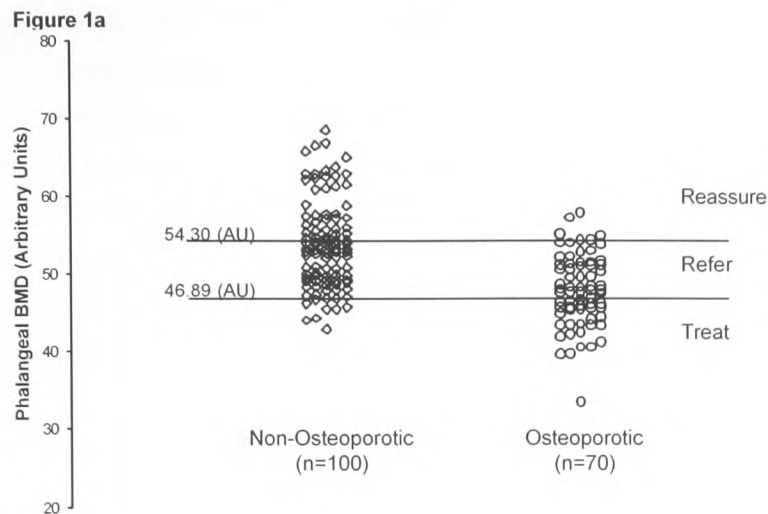 Figure 1a
80
70
60
50
40
30
20
Phalangeal BMD (Arbitrary Units)
54.30 (AU)
46.89 (AU)
Reassure
Refer
Treat
Non-Osteoporotic
(n=100)
Osteoporotic
(n=70)